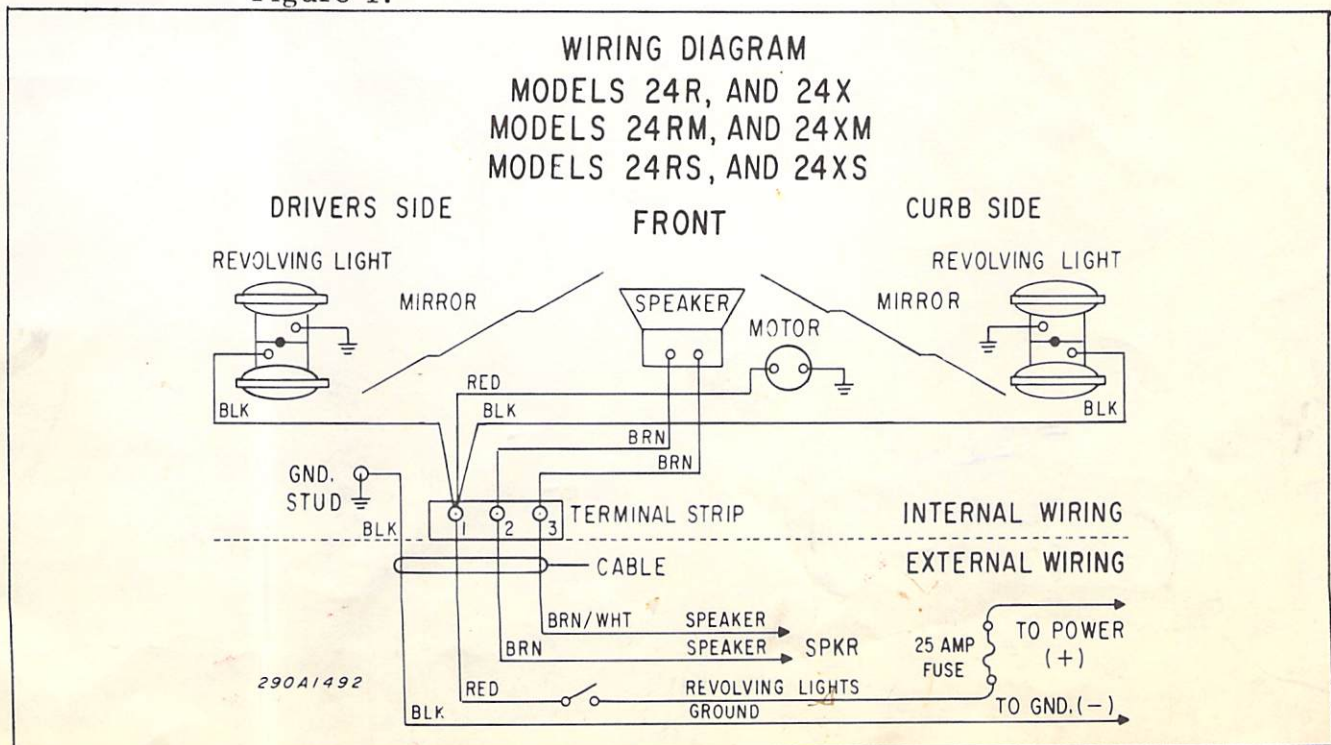 Figure 1.
WIRING DIAGRAM
MODELS 24R, AND 24X
MODELS 24RM, AND 24XM
MODELS 24RS, AND 24XS
DRIVERS SIDE
FRONT
CURB SIDE
REVOLVING LIGHT
REVOLVING LIGHT
MIRROR
SPEAKER
MIRROR
MOTOR
RED
BLK
BLK
BLK
BRN
BRN
GND.
STUD
BLK
1
2
3
TERMINAL STRIP
INTERNAL WIRING
CABLE
EXTERNAL WIRING
BRN/WHT
SPEAKER
BRN
SPEAKER
SPKR
25 AMP
FUSE
TO POWER
(+)
290A1492
RED
REVOLVING LIGHTS
BLK
GROUND
TO GND.(-)